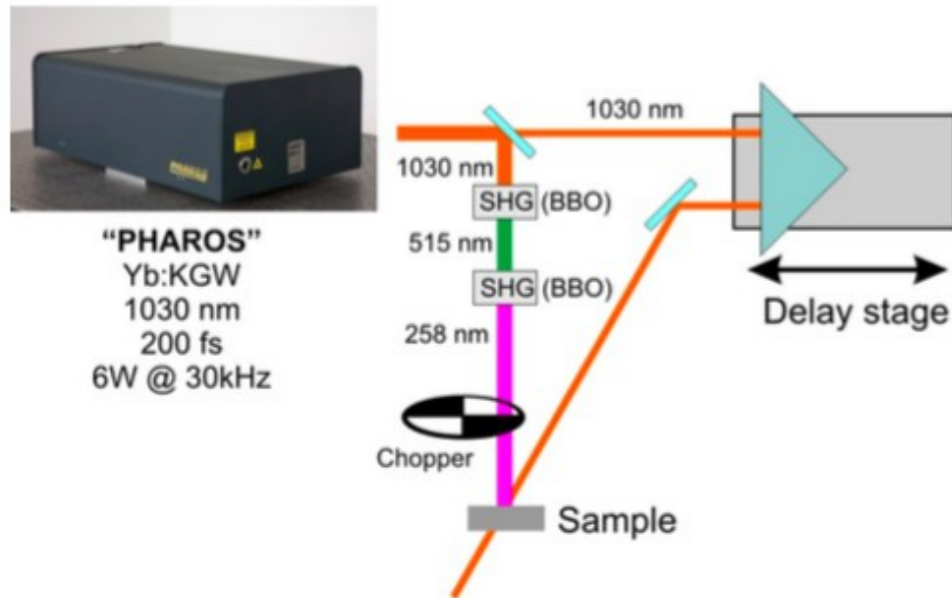 PHAROS
"PHAROS"
Yb:KGW
1030 nm
200 fs
6W @ 30kHz
1030 nm
1030 nm
SHG (BBO)
515 nm
SHG (BBO)
258 nm
Chopper
Sample
Delay stage